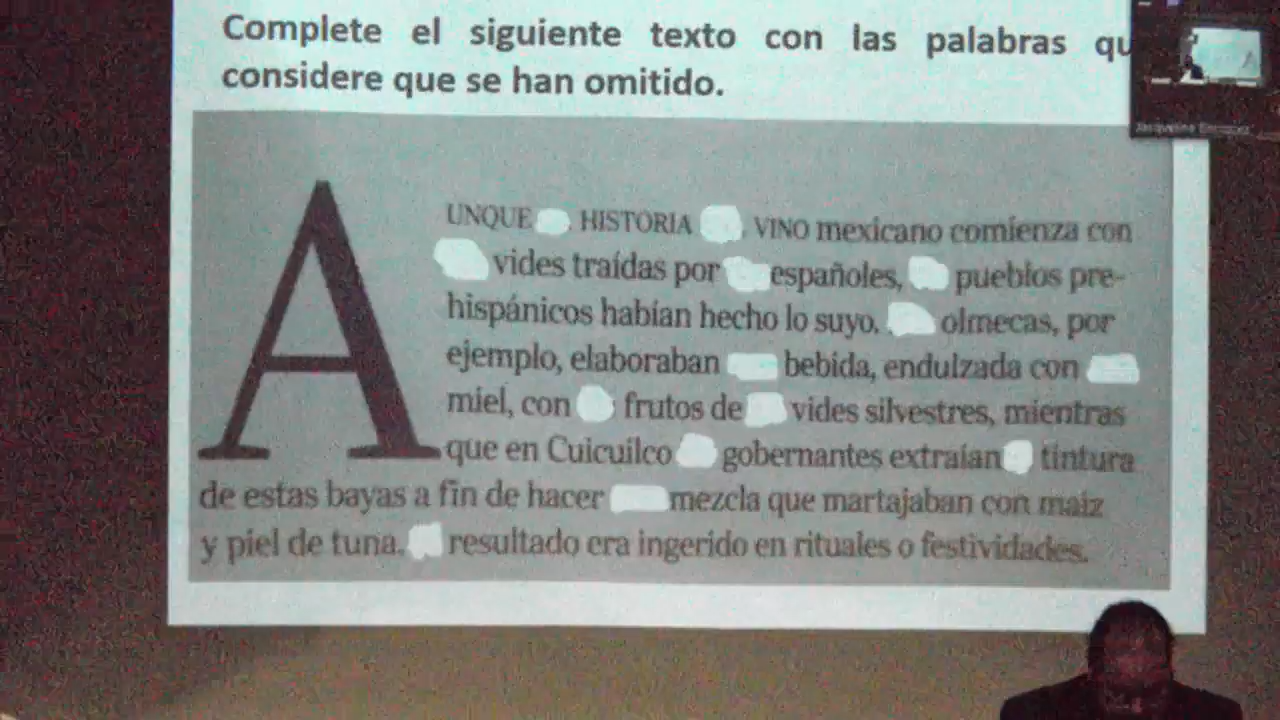 Complete el siguiente texto con las palabras qu
considere que se han omitido.
AUNQUE HISTORIA VINO mexicano comienza con
vides traídas por españoles, pueblos pre-
hispánicos habían hecho lo suyo. olmecas, por
ejemplo, elaboraban bebida, endulzada con
miel, con frutos de vides silvestres, mientras
que en Cuicuilco gobernantes extraían tintura
de estas bayas a fin de hacer mezcla que martajaban con maíz
y piel de tuna. resultado era ingerido en rituales o festividades.